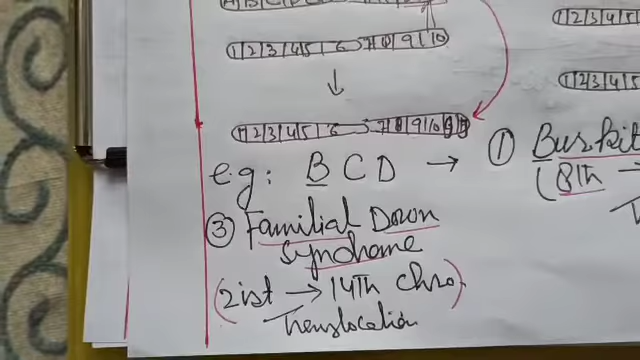 1 2 3 4 5 6 7 8 9 10
1 2 3 4 5
1 2 3 4 5 6 7 8 9 10
1 2 3 4 5
e.g: B C D → ① Burkit
(8Th →
③ Familial Down
syndrome
(21st → 14Th chro)
Translocation